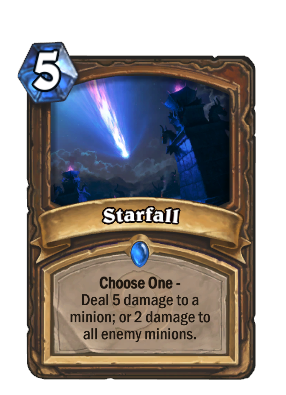 5
Starfall
Choose One -
Deal 5 damage to a
minion; or 2 damage to
all enemy minions.